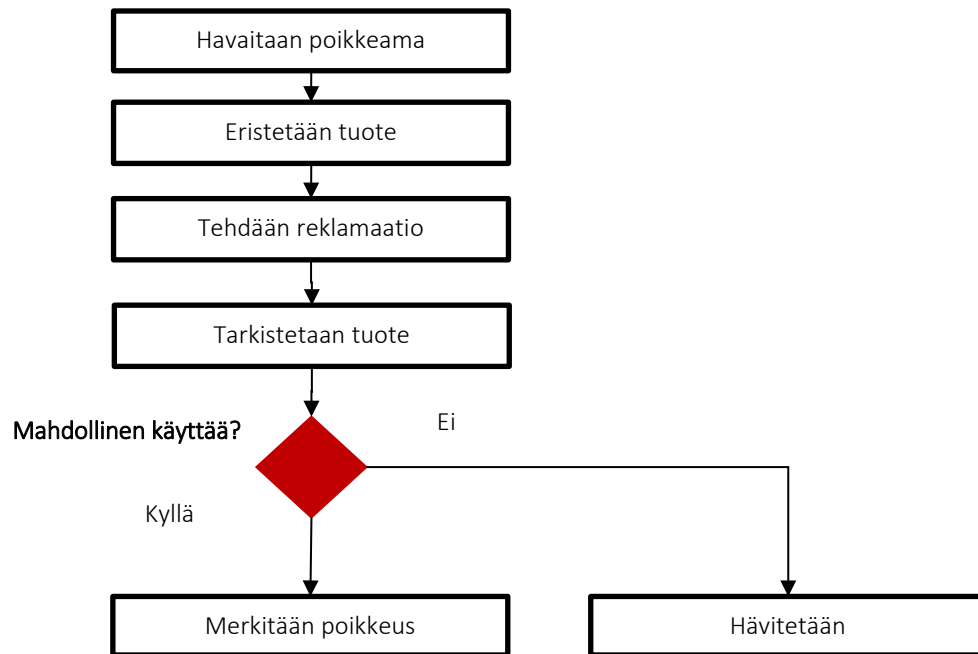 Havaitaan poikkeama
Eristetään tuote
Tehdään reklamaatio
Tarkistetaan tuote
Ei
Mahdollinen käyttää?
Kyllä
Merkitään poikkeus
Hävitetään